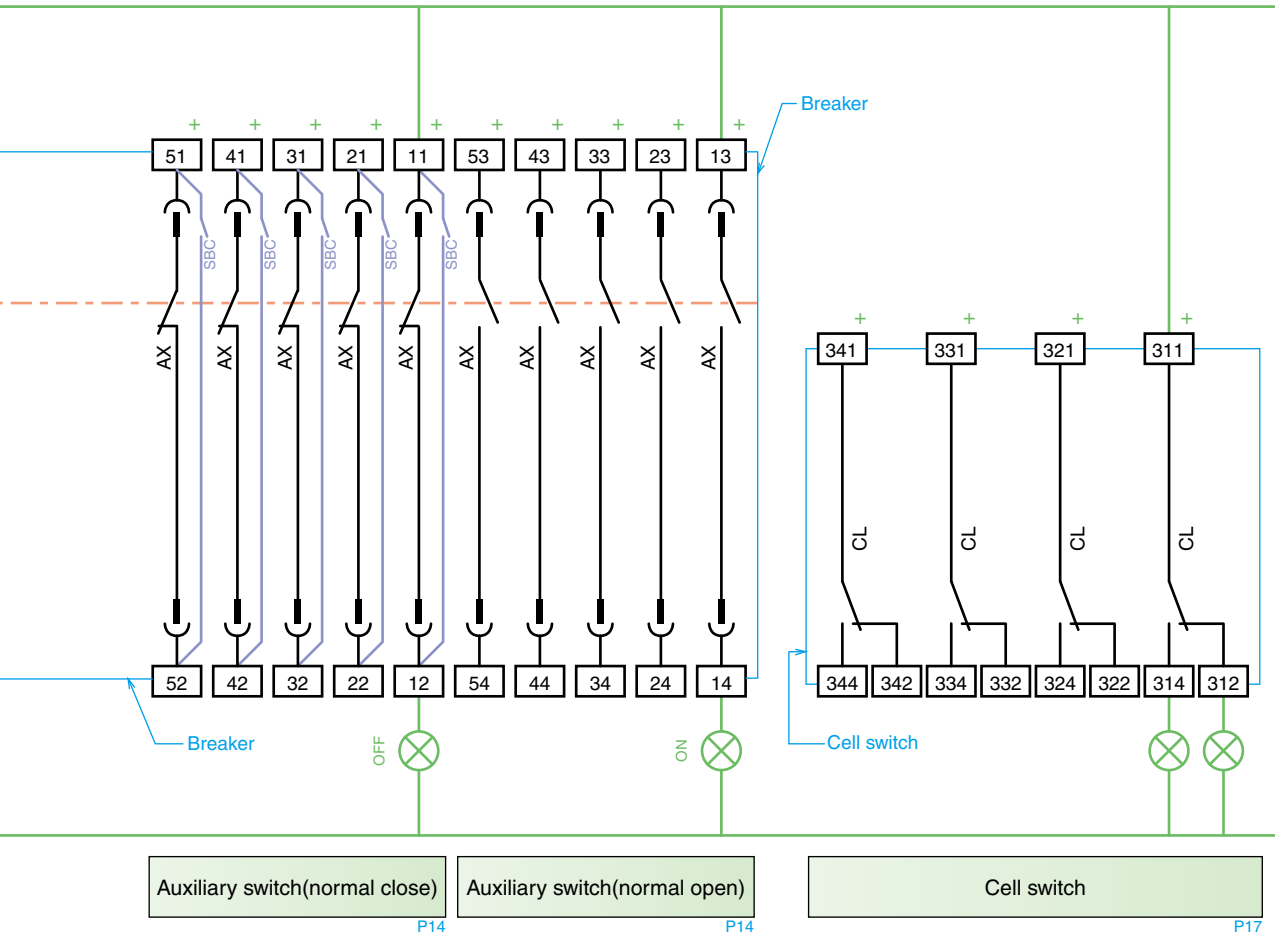 Breaker
+ + + + + + + + + +
51 41 31 21 11 53 43 33 23 13
SBC SBC SBC SBC SBC
+ + + +
341 331 321 311
AX AX AX AX AX AX AX AX AX AX
CL CL CL CL
52 42 32 22 12 54 44 34 24 14
344 342 334 332 324 322 314 312
Breaker
OFF
ON
Cell switch
Auxiliary switch(normal close)
Auxiliary switch(normal open)
Cell switch
P14
P14
P17